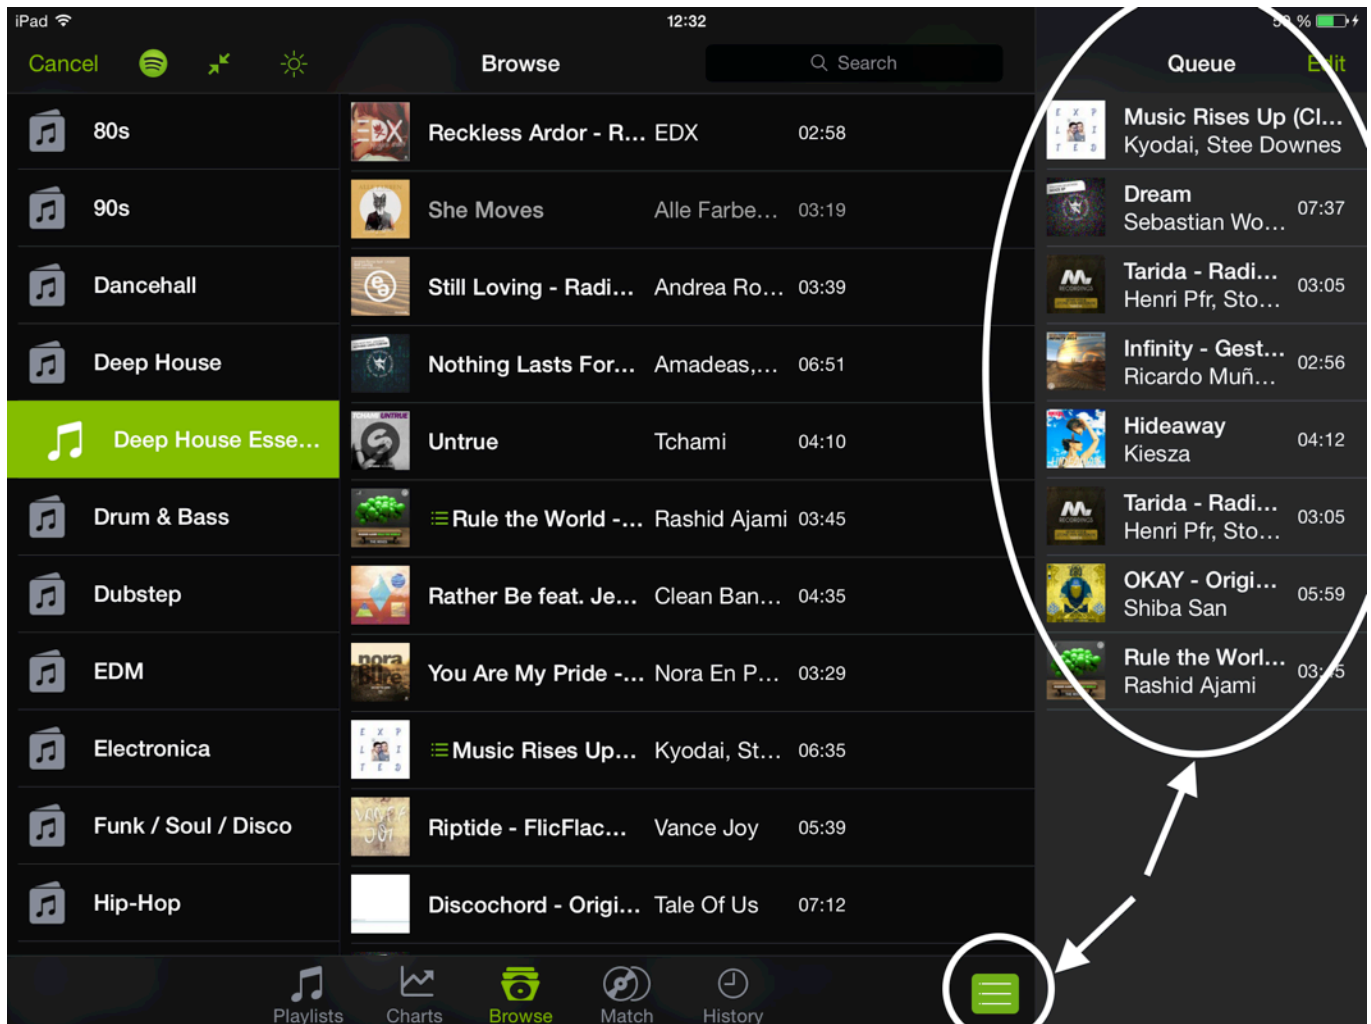 iPad 12:32 59 %
Cancel Browse Search Queue Edit
80s
90s
Dancehall
Deep House
Deep House Esse...
Drum & Bass
Dubstep
EDM
Electronica
Funk / Soul / Disco
Hip-Hop
Reckless Ardor - R... EDX 02:58
She Moves Alle Farbe... 03:19
Still Loving - Radi... Andrea Ro... 03:39
Nothing Lasts For... Amadeas,... 06:51
Untrue Tchami 04:10
Rule the World -... Rashid Ajami 03:45
Rather Be feat. Je... Clean Ban... 04:35
You Are My Pride -... Nora En P... 03:29
Music Rises Up... Kyodai, St... 06:35
Riptide - FlicFlac... Vance Joy 05:39
Discochord - Origi... Tale Of Us 07:12
Music Rises Up (Cl...
Kyodai, Stee Downes
Dream
Sebastian Wo... 07:37
Tarida - Radi...
Henri Pfr, Sto... 03:05
Infinity - Gest...
Ricardo Muñ... 02:56
Hideaway
Kiesza 04:12
Tarida - Radi...
Henri Pfr, Sto... 03:05
OKAY - Origi...
Shiba San 05:59
Rule the Worl...
Rashid Ajami 03:45
Playlists Charts Browse Match History